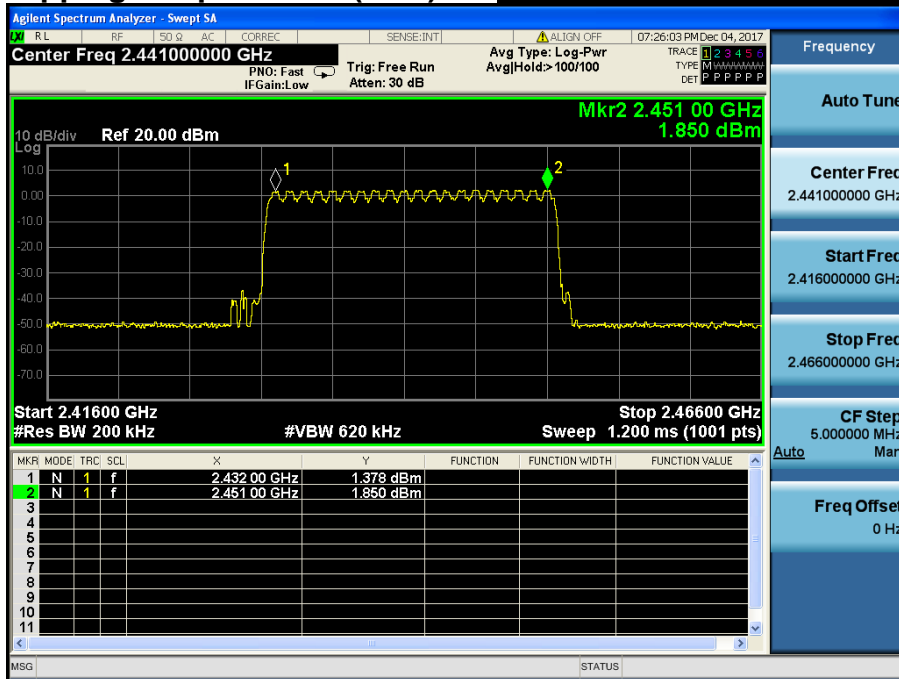 Agilent Spectrum Analyzer - Swept SA
LXI RL RF 50 Ω AC CORREC SENSE:INT ALIGN OFF 07:26:03 PM Dec 04, 2017
Center Freq 2.441000000 GHz
PNO: Fast
IFGain:Low
Trig: Free Run
Atten: 30 dB
Avg Type: Log-Pwr
Avg|Hold:>100/100
TRACE 1 2 3 4 5 6
TYPE M W W W W W
DET P P P P P P
Mkr2 2.451 00 GHz
1.850 dBm
10 dB/div
Log
Ref 20.00 dBm
10.0
0.00
-10.0
-20.0
-30.0
-40.0
-50.0
-60.0
-70.0
1
2
Start 2.41600 GHz
Stop 2.46600 GHz
#Res BW 200 kHz
#VBW 620 kHz
Sweep 1.200 ms (1001 pts)
MKR MODE TRC SCL X Y FUNCTION FUNCTION WIDTH FUNCTION VALUE
1 N 1 f 2.432 00 GHz 1.378 dBm
2 N 1 f 2.451 00 GHz 1.850 dBm
3
4
5
6
7
8
9
10
11
MSG
STATUS
Frequency
Auto Tune
Center Freq
2.441000000 GHz
Start Freq
2.416000000 GHz
Stop Freq
2.466000000 GHz
CF Step
5.000000 MHz
Auto Man
Freq Offset
0 Hz